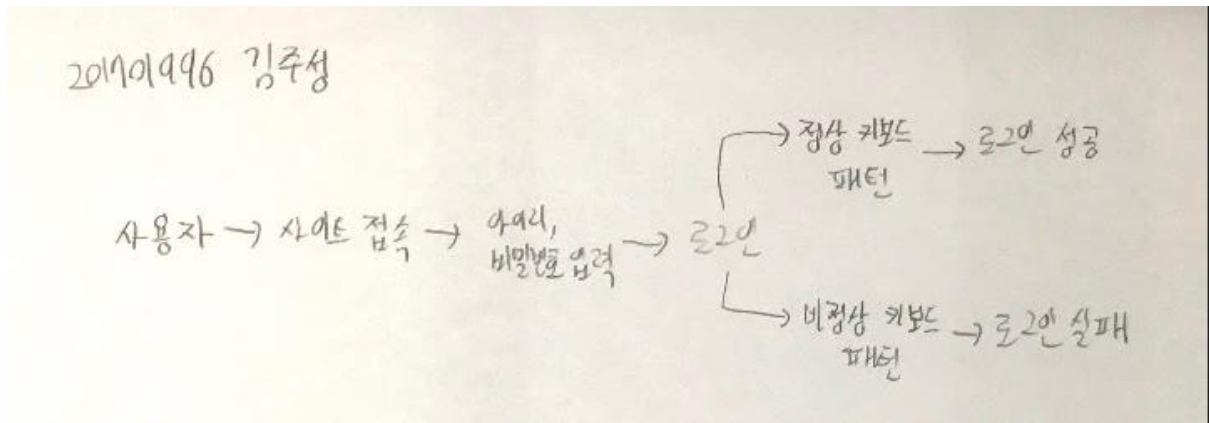 201701996 김주성
사용자 → 사이트 접속 → 아이디,
비밀번호 입력 → 로그인
→ 정상 키보드
패턴
→ 로그인 성공
→ 비정상 키보드
패턴
→ 로그인 실패